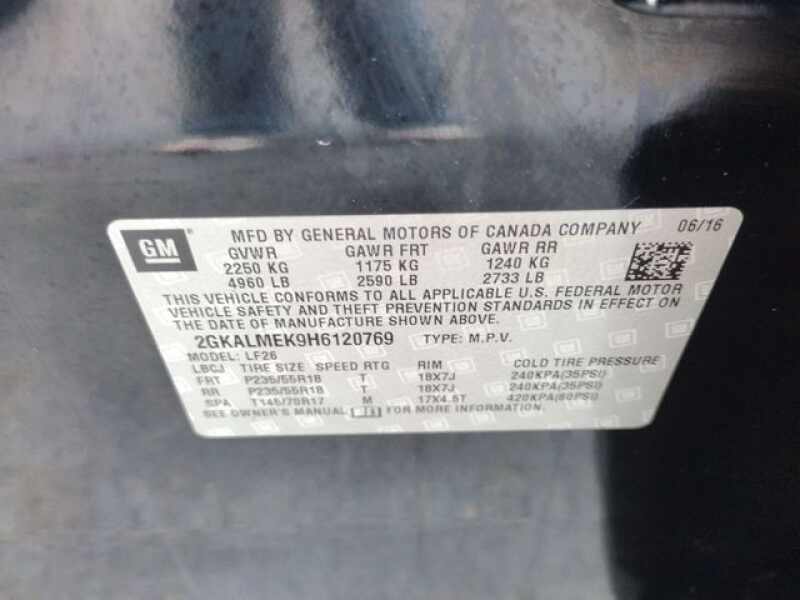 GM
MFD BY GENERAL MOTORS OF CANADA COMPANY 06/16
GVWR GAWR FRT GAWR RR
2250 KG 1175 KG 1240 KG
4960 LB 2590 LB 2733 LB
THIS VEHICLE CONFORMS TO ALL APPLICABLE U.S. FEDERAL MOTOR
VEHICLE SAFETY AND THEFT PREVENTION STANDARDS IN EFFECT ON
THE DATE OF MANUFACTURE SHOWN ABOVE.
2GKALMEK9H6120769 TYPE: M.P.V.
MODEL: LF26
LBCJ TIRE SIZE SPEED RTG RIM COLD TIRE PRESSURE
FRT P235/55R18 T 18X7J 240KPA(35PSI)
RR P235/55R18 T 18X7J 240KPA(35PSI)
SPA T145/70R17 M 17X4.5T 420KPA(60PSI)
SEE OWNER'S MANUAL FOR MORE INFORMATION.